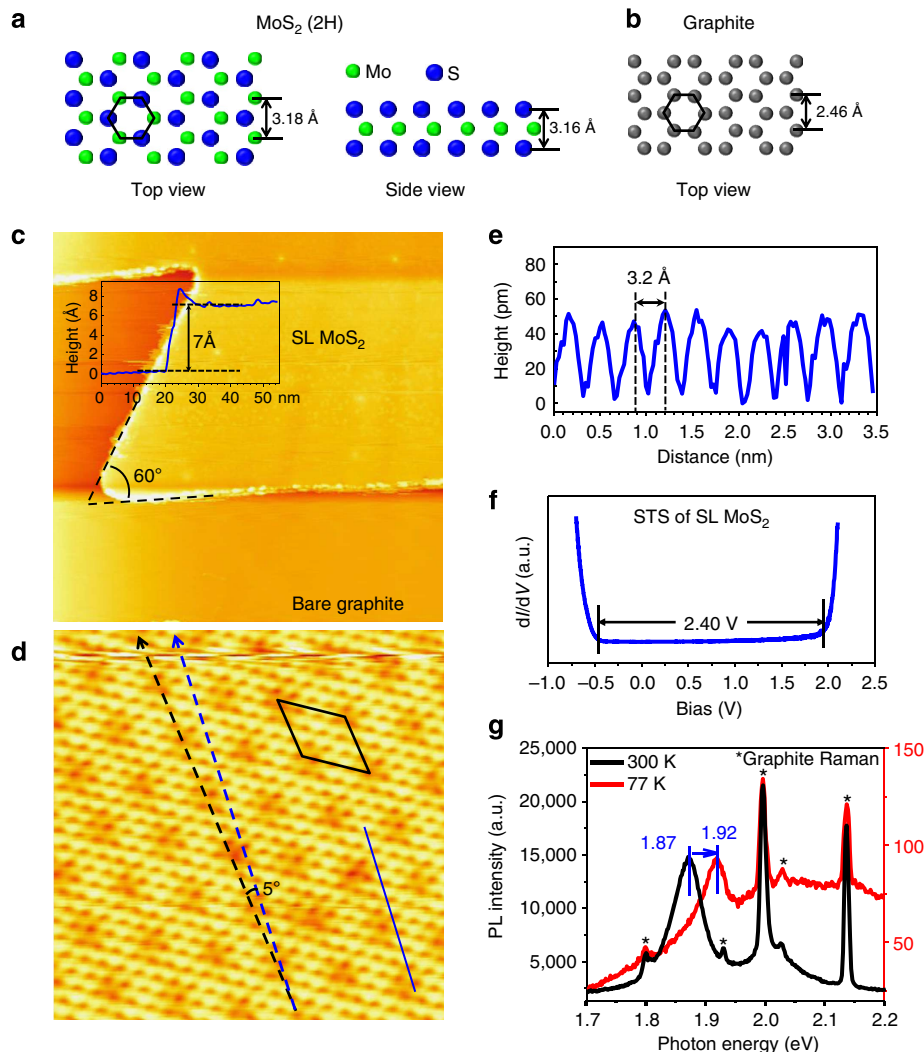 a
MoS2 (2H)
Mo
S
3.18 Å
3.16 Å
Top view
Side view
b
Graphite
2.46 Å
Top view
c
Height (Å)
8
6
4
2
0
7Å
SL MoS2
0 10 20 30 40 50 nm
60°
Bare graphite
d
5°
e
3.2 Å
Height (pm)
80
60
40
20
0
0.0 0.5 1.0 1.5 2.0 2.5 3.0 3.5
Distance (nm)
f
STS of SL MoS2
dI/dV (a.u.)
2.40 V
–1.0 –0.5 0.0 0.5 1.0 1.5 2.0 2.5
Bias (V)
g
25,000
20,000
15,000
10,000
5,000
PL intensity (a.u.)
300 K
77 K
*Graphite Raman
1.87
1.92
* * * * *
150
100
50
1.7 1.8 1.9 2.0 2.1 2.2
Photon energy (eV)